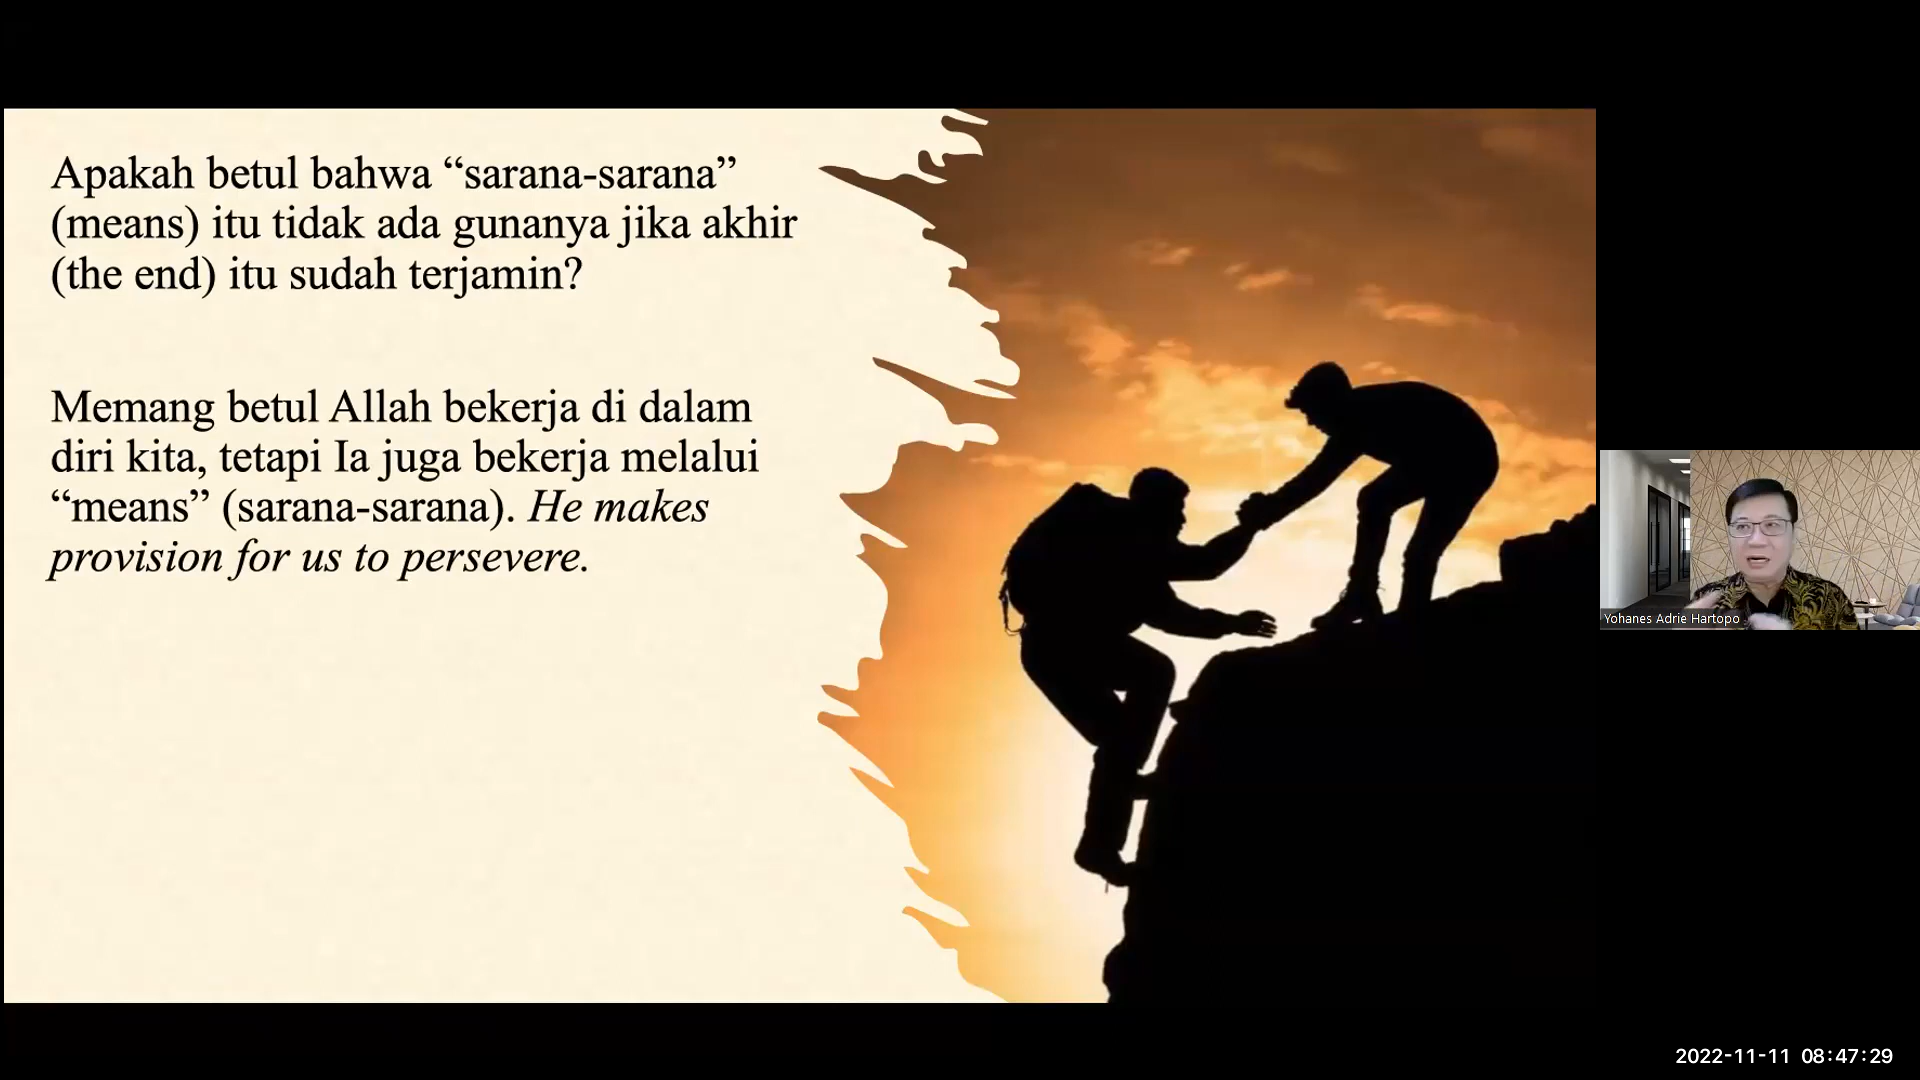 Apakah betul bahwa “sarana-sarana”
(means) itu tidak ada gunanya jika akhir
(the end) itu sudah terjamin?
Memang betul Allah bekerja di dalam
diri kita, tetapi Ia juga bekerja melalui
“means” (sarana-sarana). He makes
provision for us to persevere.
Yohanes Adrie Hartopo
2022-11-11 08:47:29